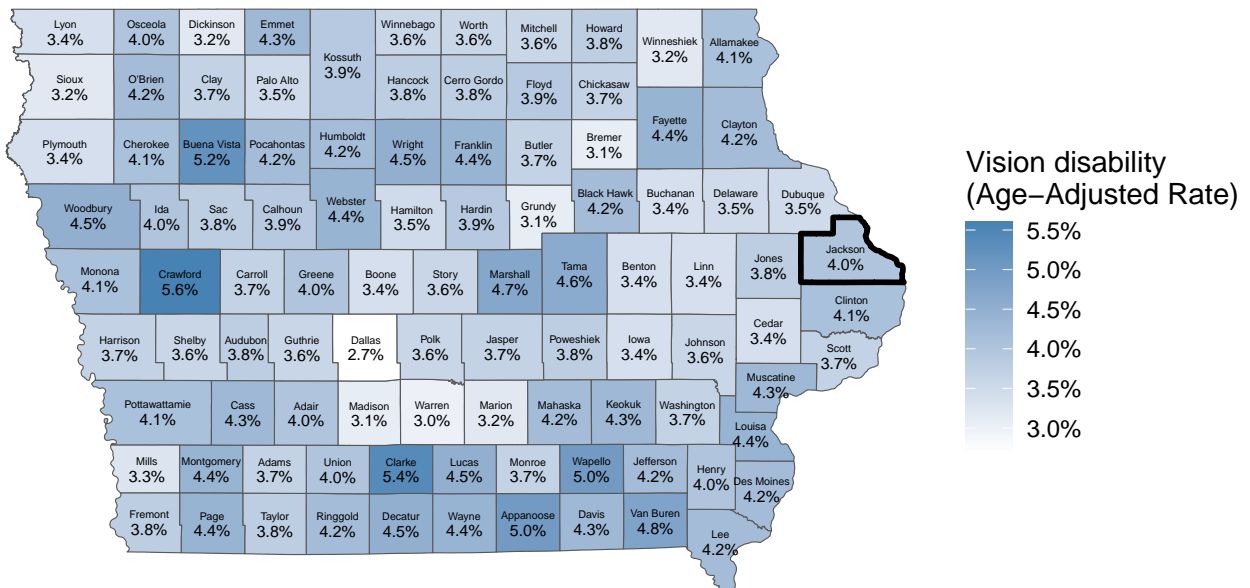 Lyon
3.4%
Osceola
4.0%
Dickinson
3.2%
Emmet
4.3%
Kossuth
3.9%
Winnebago
3.6%
Worth
3.6%
Mitchell
3.6%
Howard
3.8%
Winneshiek
3.2%
Allamakee
4.1%
Sioux
3.2%
O'Brien
4.2%
Clay
3.7%
Palo Alto
3.5%
Hancock
3.8%
Cerro Gordo
3.8%
Floyd
3.9%
Chickasaw
3.7%
Plymouth
3.4%
Cherokee
4.1%
Buena Vista
5.2%
Pocahontas
4.2%
Humboldt
4.2%
Wright
4.5%
Franklin
4.4%
Butler
3.7%
Bremer
3.1%
Fayette
4.4%
Clayton
4.2%
Woodbury
4.5%
Ida
4.0%
Sac
3.8%
Calhoun
3.9%
Webster
4.4%
Hamilton
3.5%
Hardin
3.9%
Grundy
3.1%
Black Hawk
4.2%
Buchanan
3.4%
Delaware
3.5%
Dubuque
3.5%
Monona
4.1%
Crawford
5.6%
Carroll
3.7%
Greene
4.0%
Boone
3.4%
Story
3.6%
Marshall
4.7%
Tama
4.6%
Benton
3.4%
Linn
3.4%
Jones
3.8%
Jackson
4.0%
Clinton
4.1%
Harrison
3.7%
Shelby
3.6%
Audubon
3.8%
Guthrie
3.6%
Dallas
2.7%
Polk
3.6%
Jasper
3.7%
Poweshiek
3.8%
Iowa
3.4%
Johnson
3.6%
Cedar
3.4%
Scott
3.7%
Muscatine
4.3%
Pottawattamie
4.1%
Cass
4.3%
Adair
4.0%
Madison
3.1%
Warren
3.0%
Marion
3.2%
Mahaska
4.2%
Keokuk
4.3%
Washington
3.7%
Louisa
4.4%
Mills
3.3%
Montgomery
4.4%
Adams
3.7%
Union
4.0%
Clarke
5.4%
Lucas
4.5%
Monroe
3.7%
Wapello
5.0%
Jefferson
4.2%
Henry
4.0%
Des Moines
4.2%
Fremont
3.8%
Page
4.4%
Taylor
3.8%
Ringgold
4.2%
Decatur
4.5%
Wayne
4.4%
Appanoose
5.0%
Davis
4.3%
Van Buren
4.8%
Lee
4.2%
Vision disability
(Age−Adjusted Rate)
5.5%
5.0%
4.5%
4.0%
3.5%
3.0%